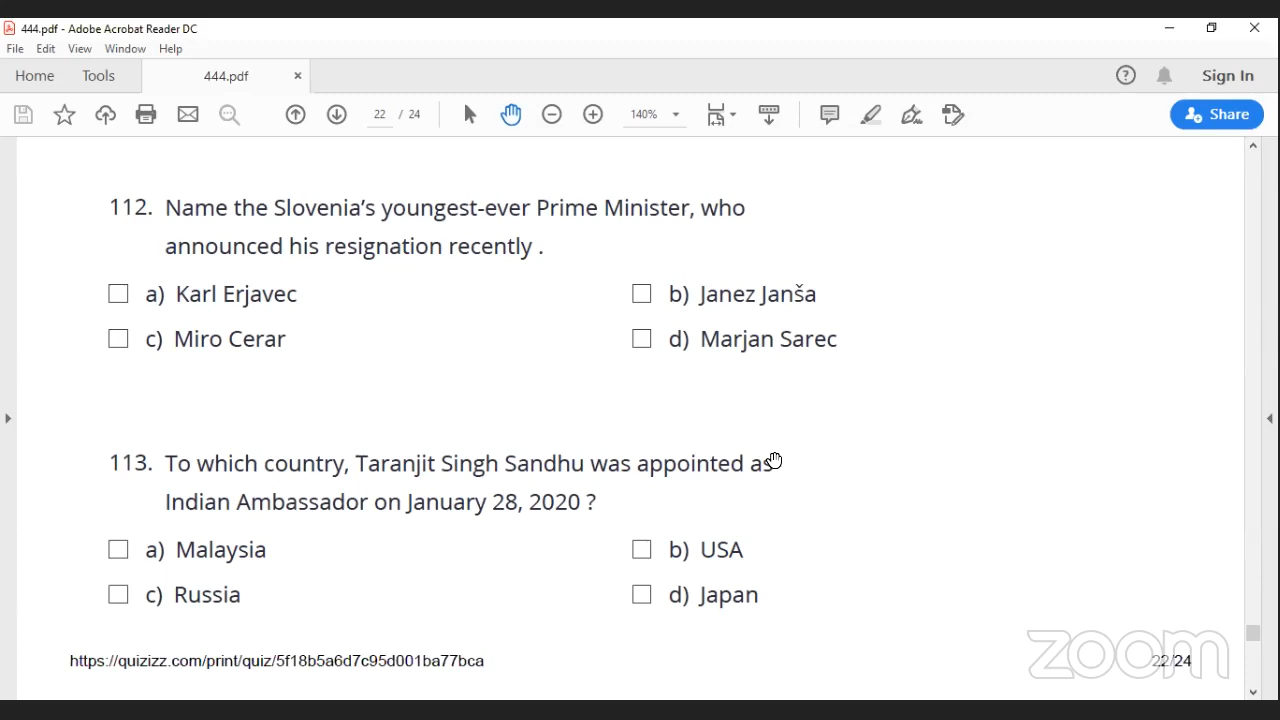 444.pdf - Adobe Acrobat Reader DC
File Edit View Window Help
Home Tools 444.pdf × Sign In
22 / 24 140% Share
112. Name the Slovenia's youngest-ever Prime Minister, who
announced his resignation recently .
a) Karl Erjavec b) Janez Janša
c) Miro Cerar d) Marjan Sarec
113. To which country, Taranjit Singh Sandhu was appointed as
Indian Ambassador on January 28, 2020 ?
a) Malaysia b) USA
c) Russia d) Japan
https://quizizz.com/print/quiz/5f18b5a6d7c95d001ba77bca 22/24
zoom